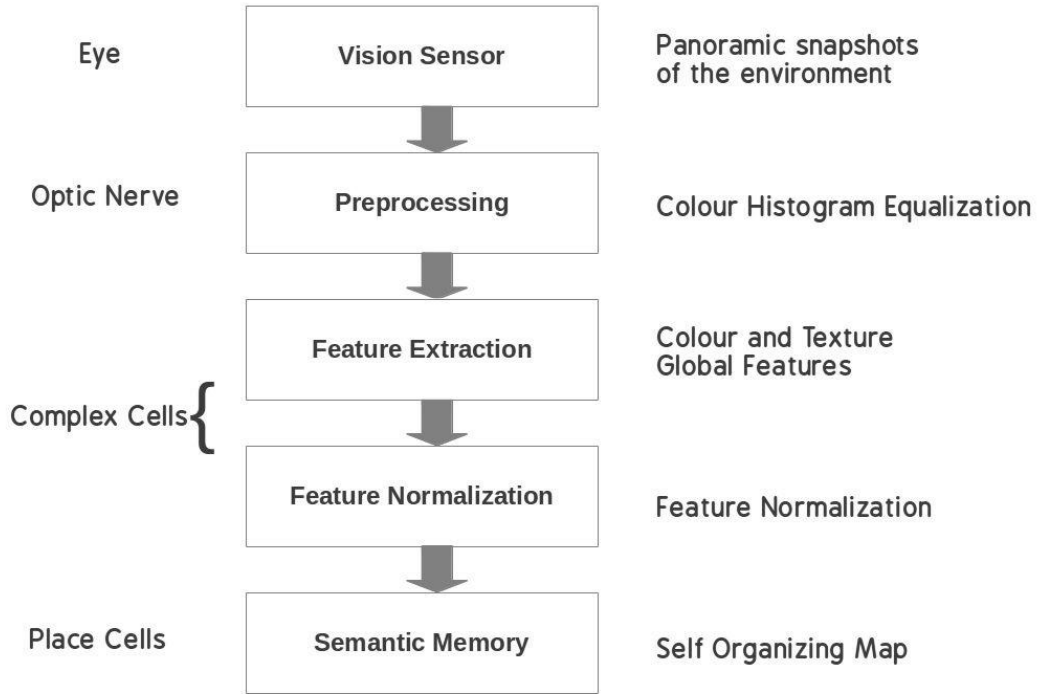 Eye
Vision Sensor
Panoramic snapshots
of the environment
Optic Nerve
Preprocessing
Colour Histogram Equalization
Feature Extraction
Colour and Texture
Global Features
Complex Cells
Feature Normalization
Feature Normalization
Place Cells
Semantic Memory
Self Organizing Map